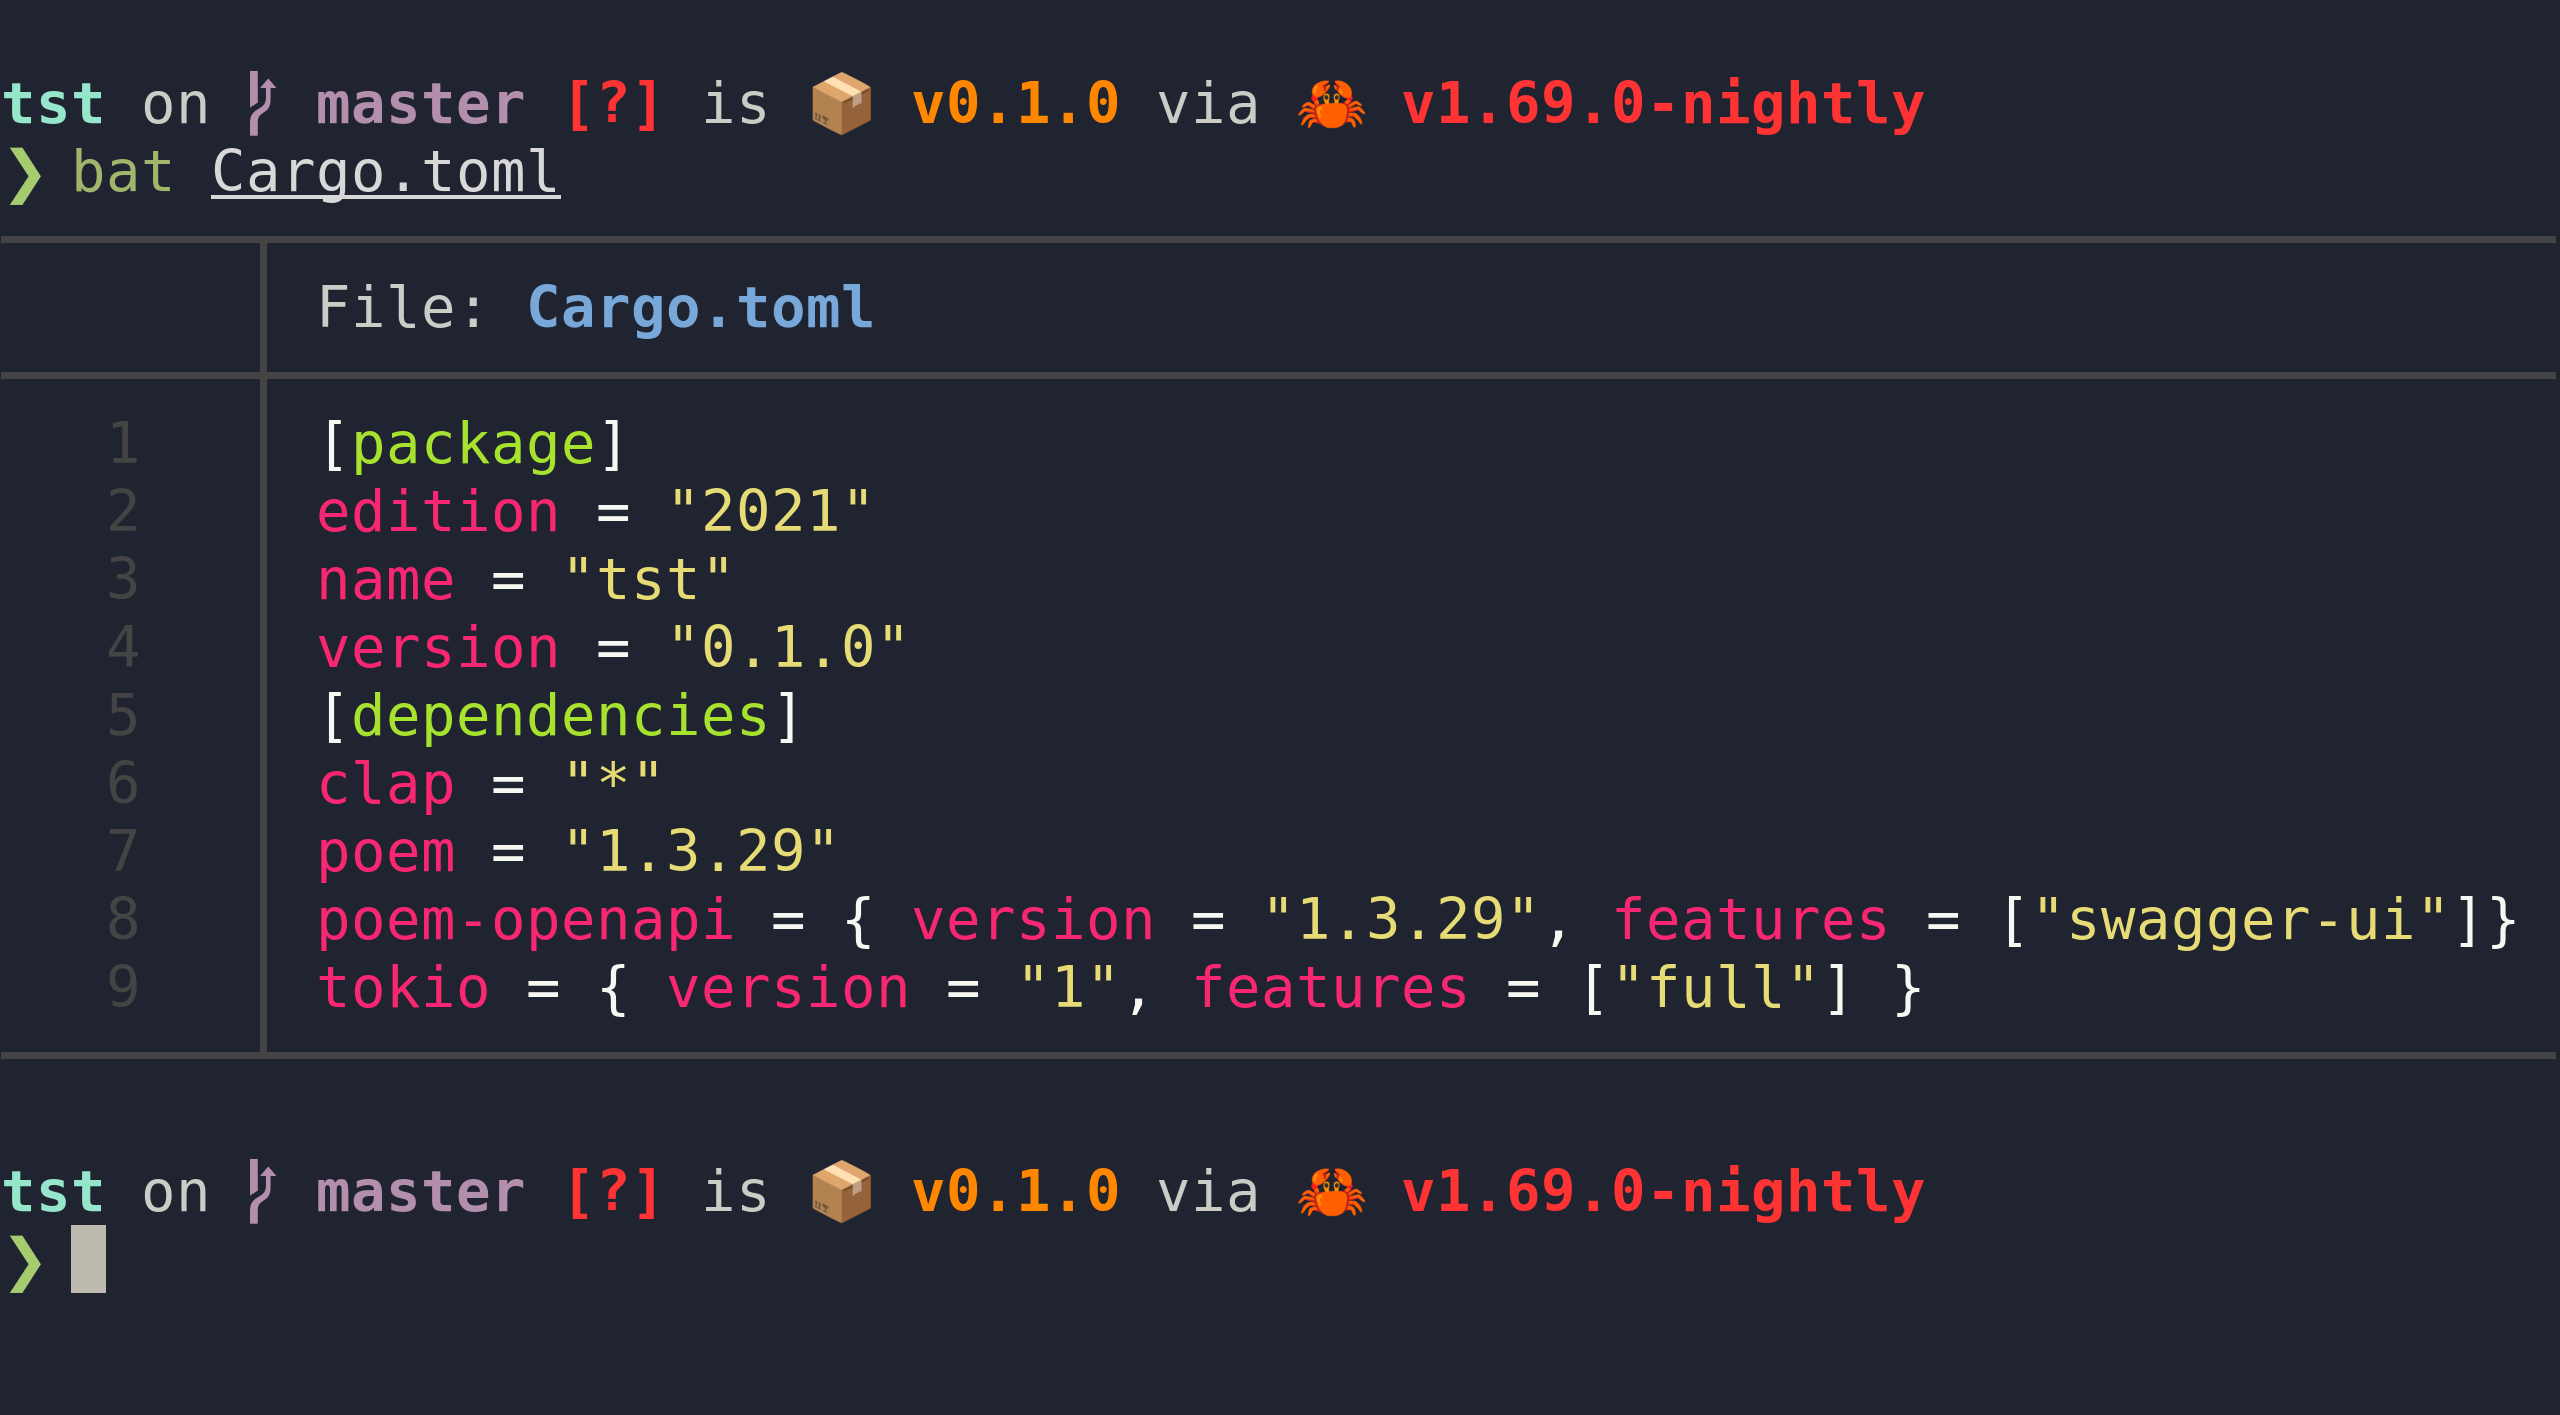 tst on master [?] is 📦 v0.1.0 via 🦀 v1.69.0-nightly
❯ bat Cargo.toml
File: Cargo.toml
1 [package]
2 edition = "2021"
3 name = "tst"
4 version = "0.1.0"
5 [dependencies]
6 clap = "*"
7 poem = "1.3.29"
8 poem-openapi = { version = "1.3.29", features = ["swagger-ui"]}
9 tokio = { version = "1", features = ["full"] }
tst on master [?] is 📦 v0.1.0 via 🦀 v1.69.0-nightly
❯